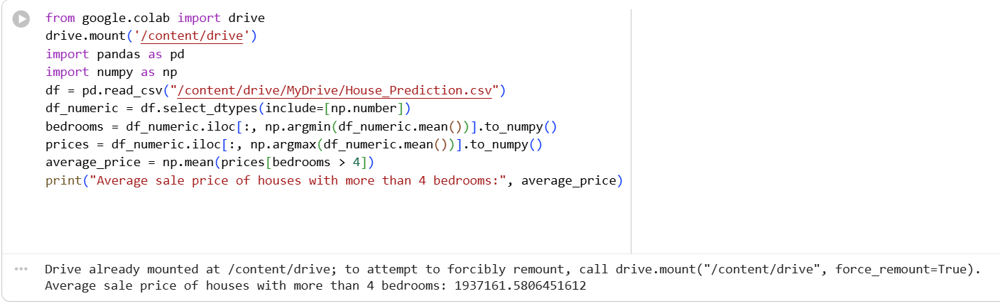 from google.colab import drive
drive.mount('/content/drive')
import pandas as pd
import numpy as np
df = pd.read_csv("/content/drive/MyDrive/House_Prediction.csv")
df_numeric = df.select_dtypes(include=[np.number])
bedrooms = df_numeric.iloc[:, np.argmin(df_numeric.mean())].to_numpy()
prices = df_numeric.iloc[:, np.argmax(df_numeric.mean())].to_numpy()
average_price = np.mean(prices[bedrooms > 4])
print("Average sale price of houses with more than 4 bedrooms:", average_price)
Drive already mounted at /content/drive; to attempt to forcibly remount, call drive.mount("/content/drive", force_remount=True).
Average sale price of houses with more than 4 bedrooms: 1937161.5806451612